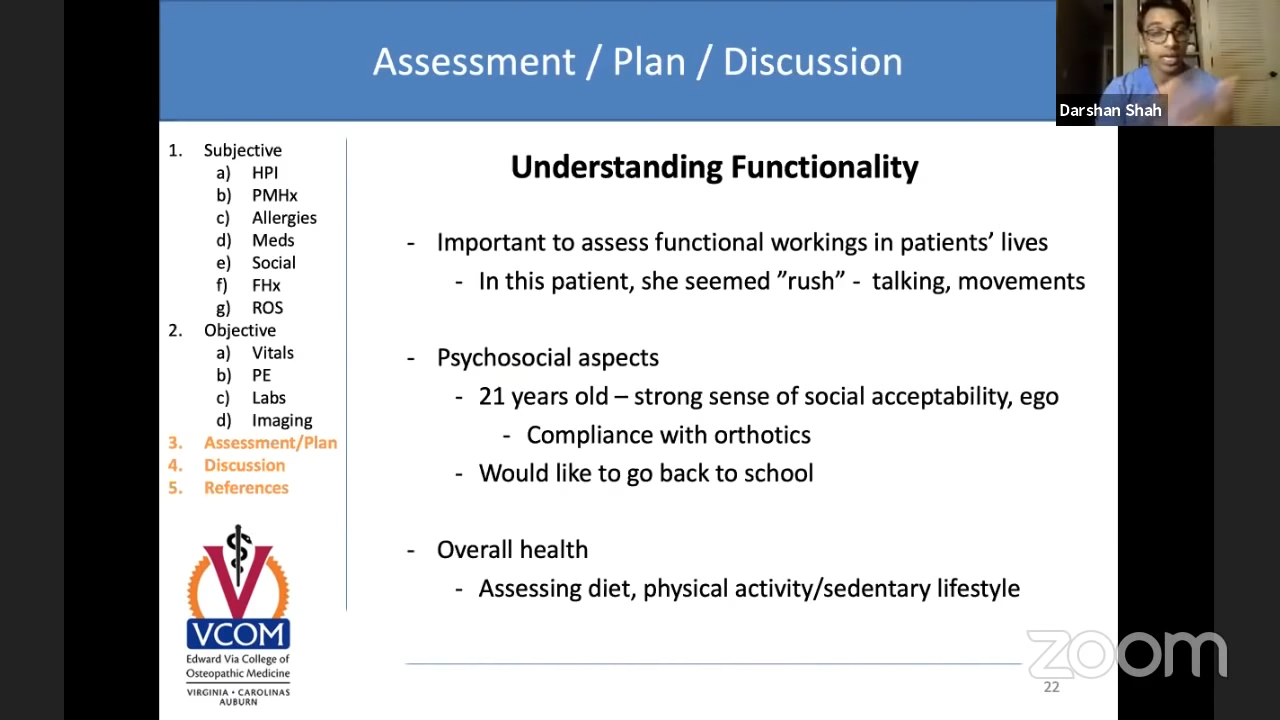 Assessment / Plan / Discussion
Darshan Shah
1. Subjective
a) HPI
b) PMHx
c) Allergies
d) Meds
e) Social
f) FHx
g) ROS
2. Objective
a) Vitals
b) PE
c) Labs
d) Imaging
3. Assessment/Plan
4. Discussion
5. References
VCOM
Edward Via College of
Osteopathic Medicine
VIRGINIA • CAROLINAS
AUBURN
Understanding Functionality
- Important to assess functional workings in patients’ lives
- In this patient, she seemed ”rush” - talking, movements
- Psychosocial aspects
- 21 years old – strong sense of social acceptability, ego
- Compliance with orthotics
- Would like to go back to school
- Overall health
- Assessing diet, physical activity/sedentary lifestyle
zoom
22